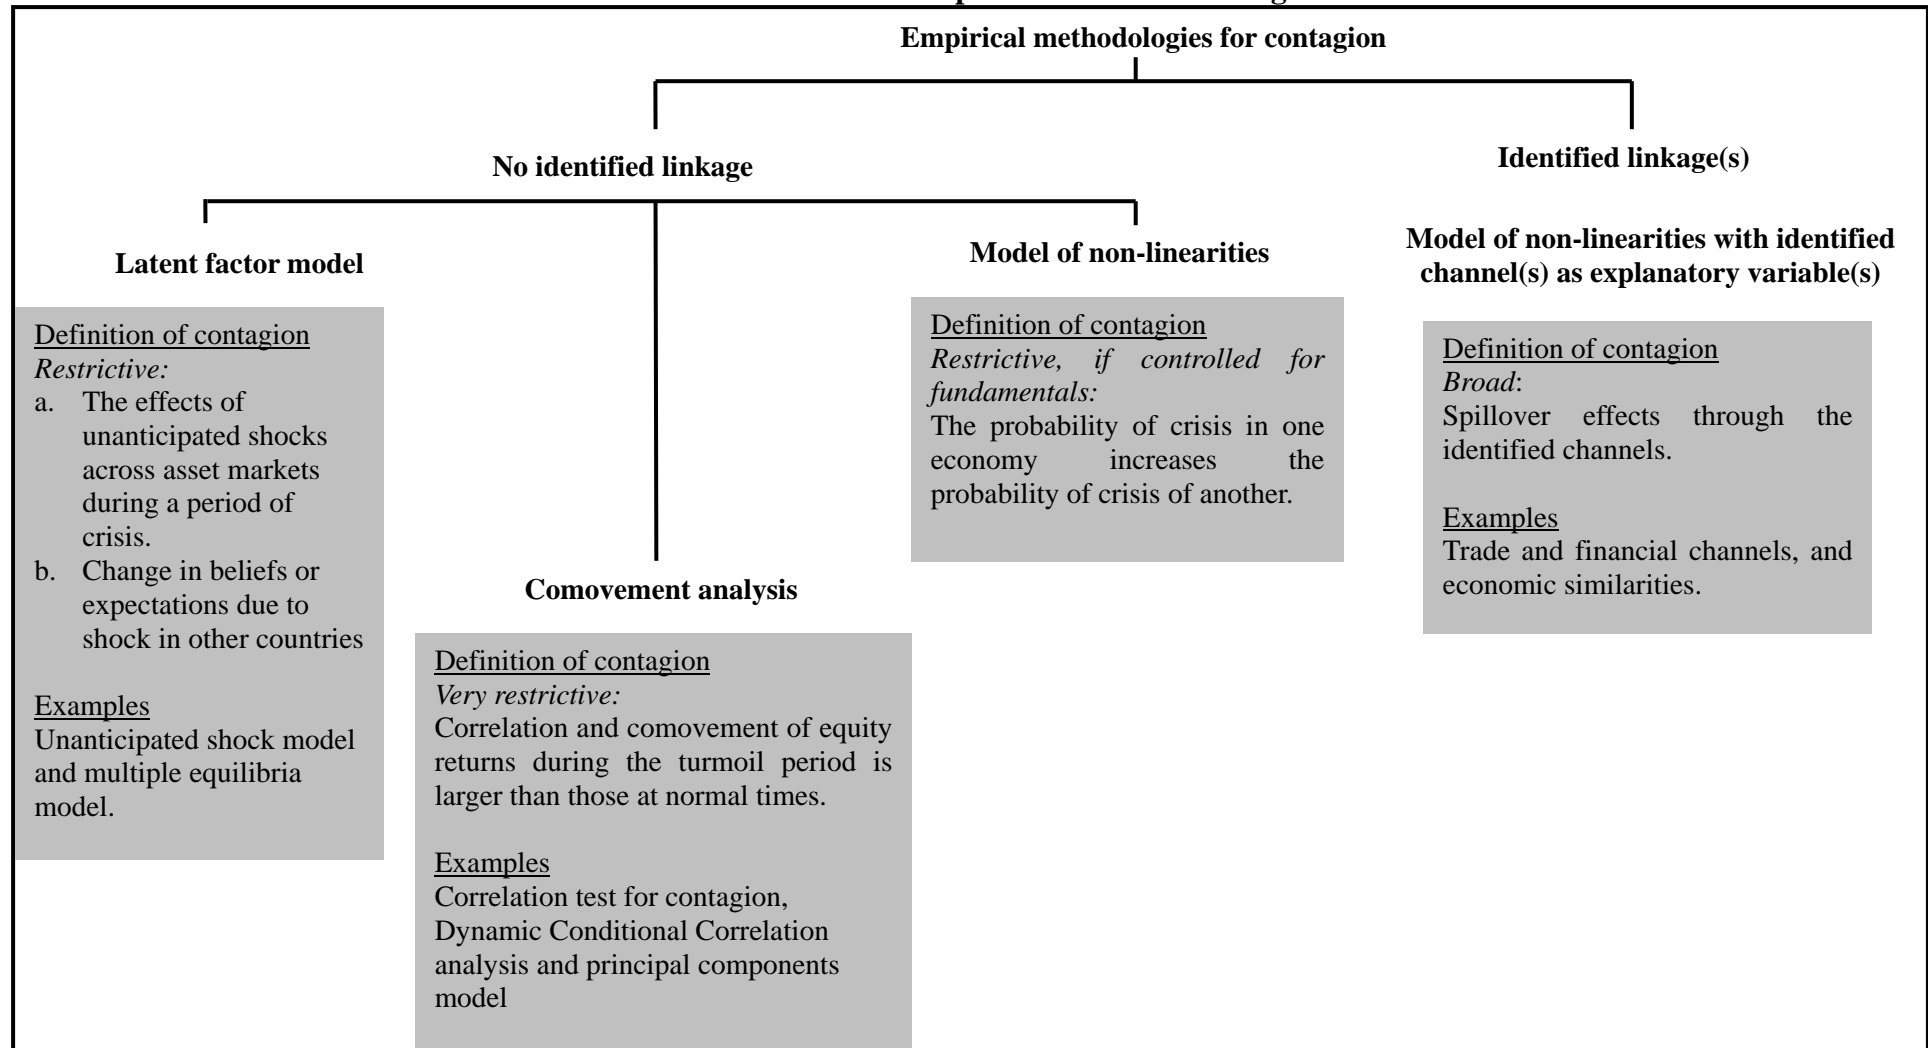 Empirical methodologies for contagion
No identified linkage
Identified linkage(s)
Latent factor model
Definition of contagion
Restrictive:
a. The effects of
unanticipated shocks
across asset markets
during a period of
crisis.
b. Change in beliefs or
expectations due to
shock in other countries
Examples
Unanticipated shock model
and multiple equilibria
model.
Comovement analysis
Definition of contagion
Very restrictive:
Correlation and comovement of equity
returns during the turmoil period is
larger than those at normal times.
Examples
Correlation test for contagion,
Dynamic Conditional Correlation
analysis and principal components
model
Model of non-linearities
Definition of contagion
Restrictive, if controlled for
fundamentals:
The probability of crisis in one
economy increases the
probability of crisis of another.
Model of non-linearities with identified
channel(s) as explanatory variable(s)
Definition of contagion
Broad:
Spillover effects through the
identified channels.
Examples
Trade and financial channels, and
economic similarities.